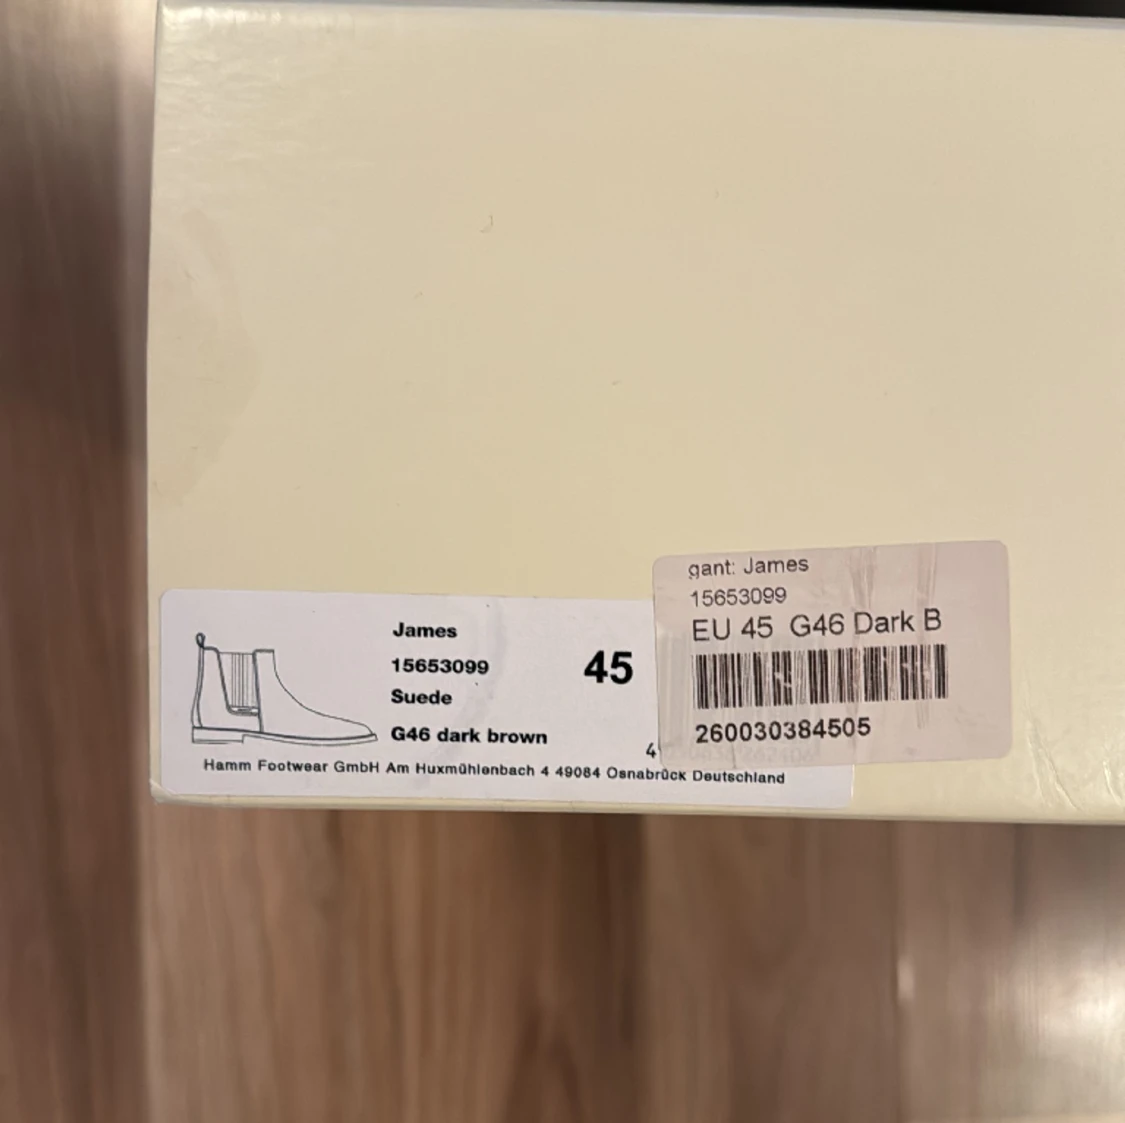 James
15653099
Suede
G46 dark brown
45
4
Hamm Footwear GmbH Am Huxmühlenbach 4 49084 Osnabrück Deutschland
gant: James
15653099
EU 45 G46 Dark B
260030384505